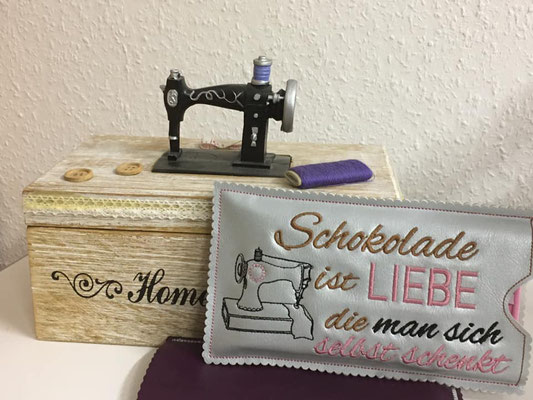 Schokolade
ist LIEBE
die man sich
selbst schenkt
Home
S